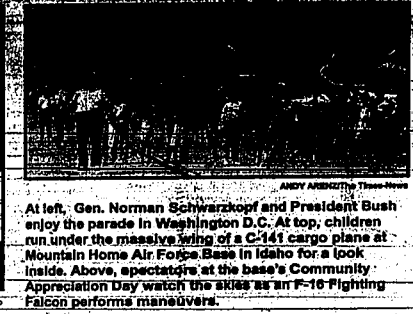 ANDY ARENZ/The Times-News
At left, Gen. Norman Schwarzkopf and President Bush
enjoy the parade in Washington D.C. At top, children
run under the massive wing of a C-141 cargo plane at
Mountain Home Air Force Base in Idaho for a look
inside. Above, spectators at the base's Community
Appreciation Day watch the skies as an F-16 Fighting
Falcon performs maneuvers.